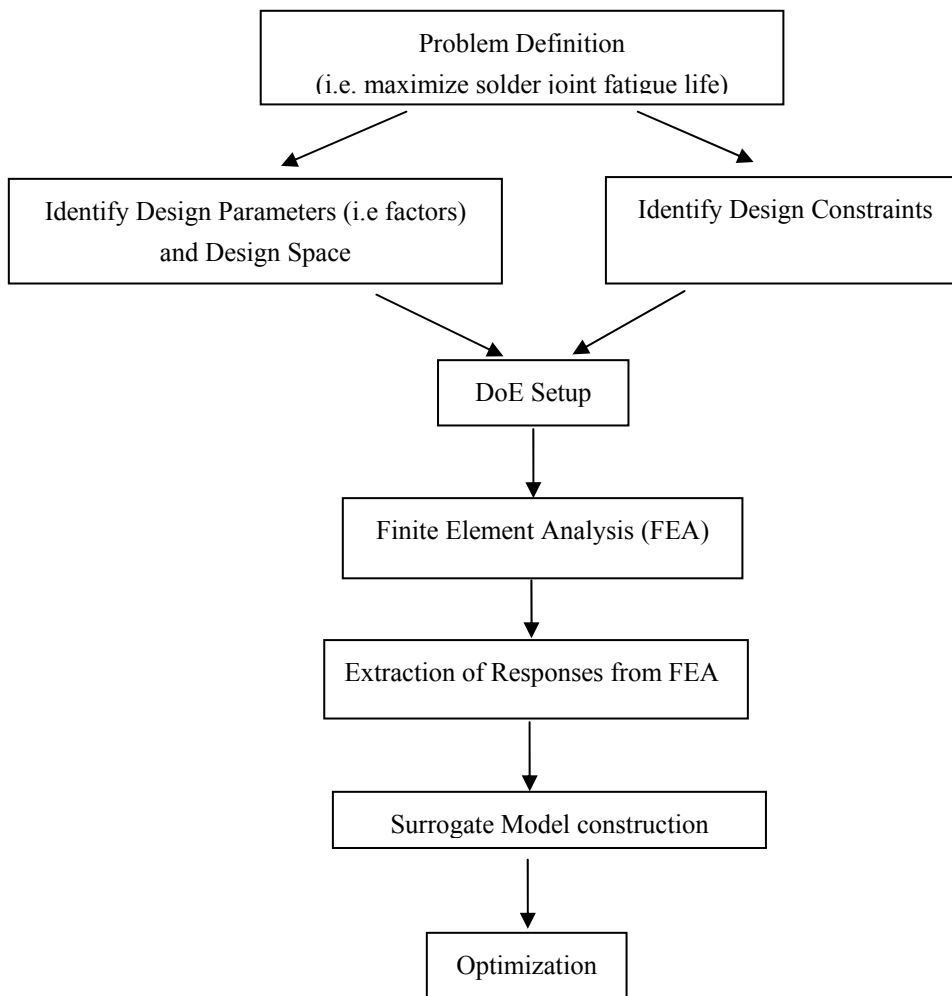 Problem Definition
(i.e. maximize solder joint fatigue life)
Identify Design Parameters (i.e factors)
and Design Space
Identify Design Constraints
DoE Setup
Finite Element Analysis (FEA)
Extraction of Responses from FEA
Surrogate Model construction
Optimization